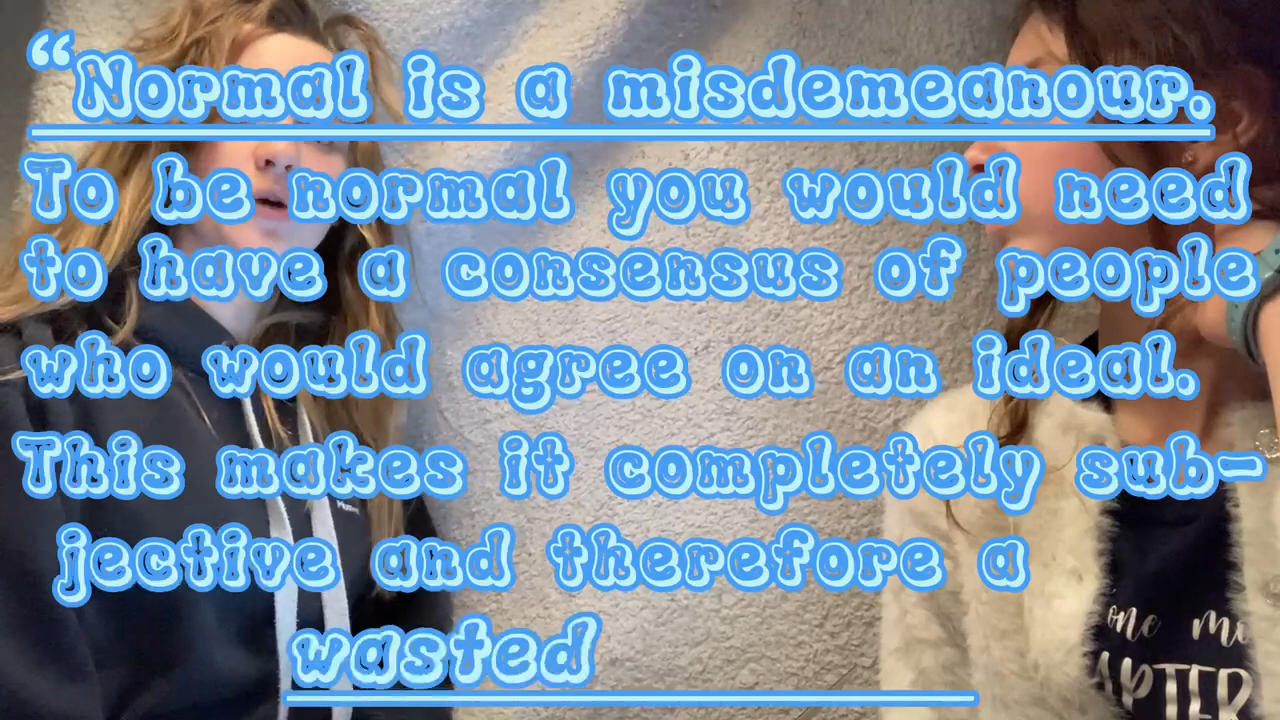 “Normal is a misdemeanour.
To be normal you would need
to have a consensus of people
who would agree on an ideal.
This makes it completely sub-
jective and therefore a
wasted
one